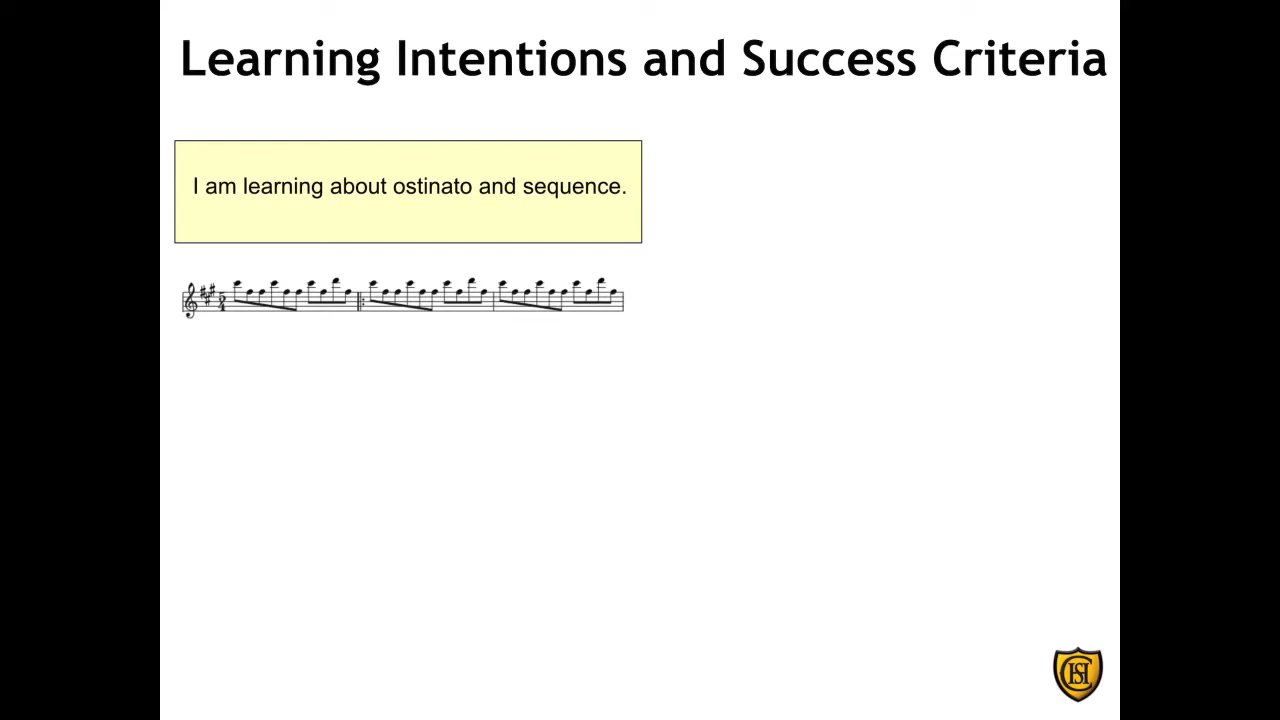 Learning Intentions and Success Criteria
I am learning about ostinato and sequence.